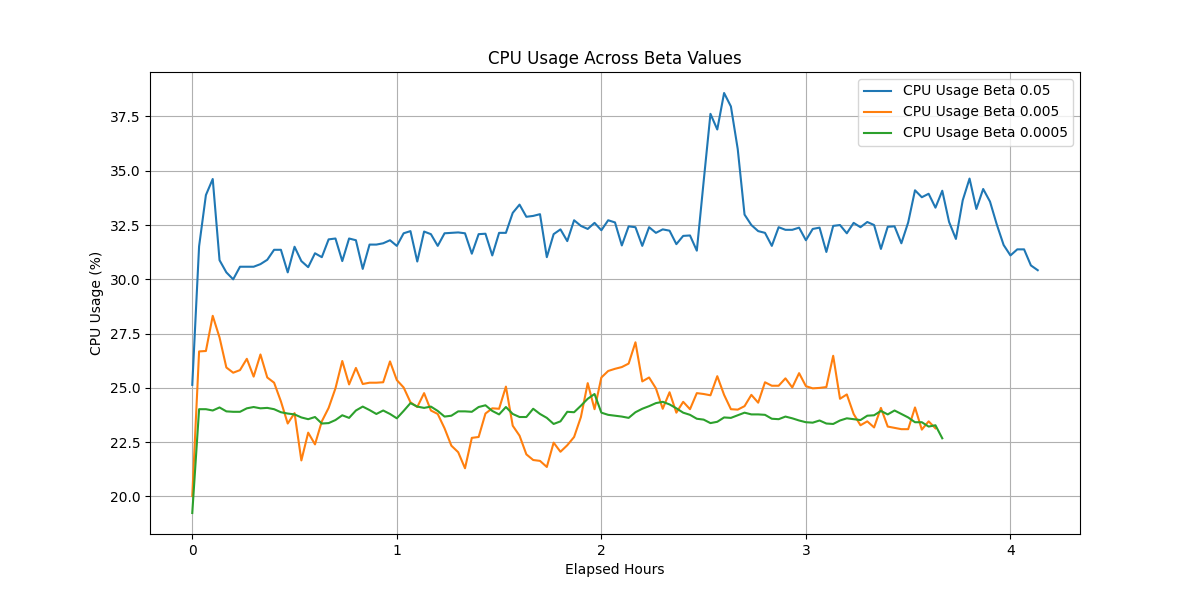 CPU Usage Across Beta Values
CPU Usage Beta 0.05
CPU Usage Beta 0.005
CPU Usage Beta 0.0005
CPU Usage (%)
37.5
35.0
32.5
30.0
27.5
25.0
22.5
20.0
0 1 2 3 4
Elapsed Hours